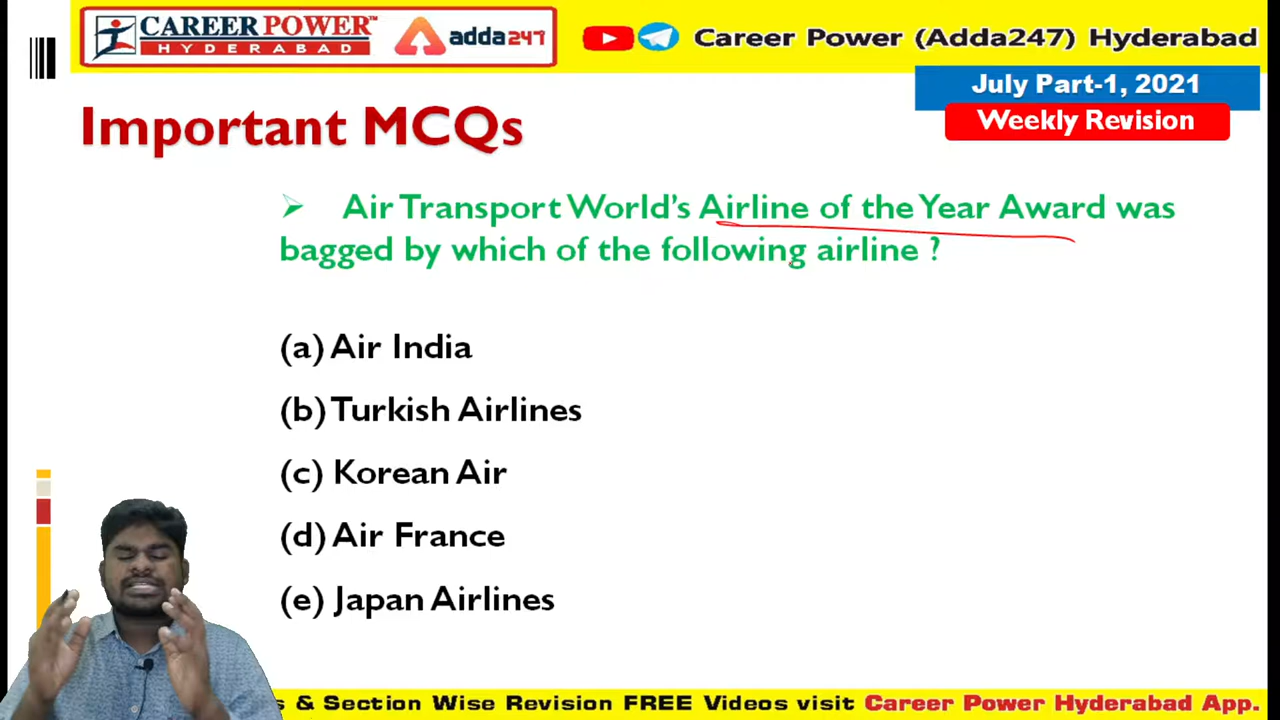 CAREER POWER™
HYDERABAD
adda247
Career Power (Adda247) Hyderabad
July Part-1, 2021
Weekly Revision
Important MCQs
Air Transport World's Airline of the Year Award was
bagged by which of the following airline ?
(a) Air India
(b) Turkish Airlines
(c) Korean Air
(d) Air France
(e) Japan Airlines
& Section Wise Revision FREE Videos visit Career Power Hyderabad App.